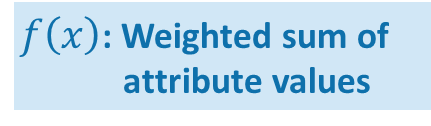 f(x): Weighted sum of
attribute values